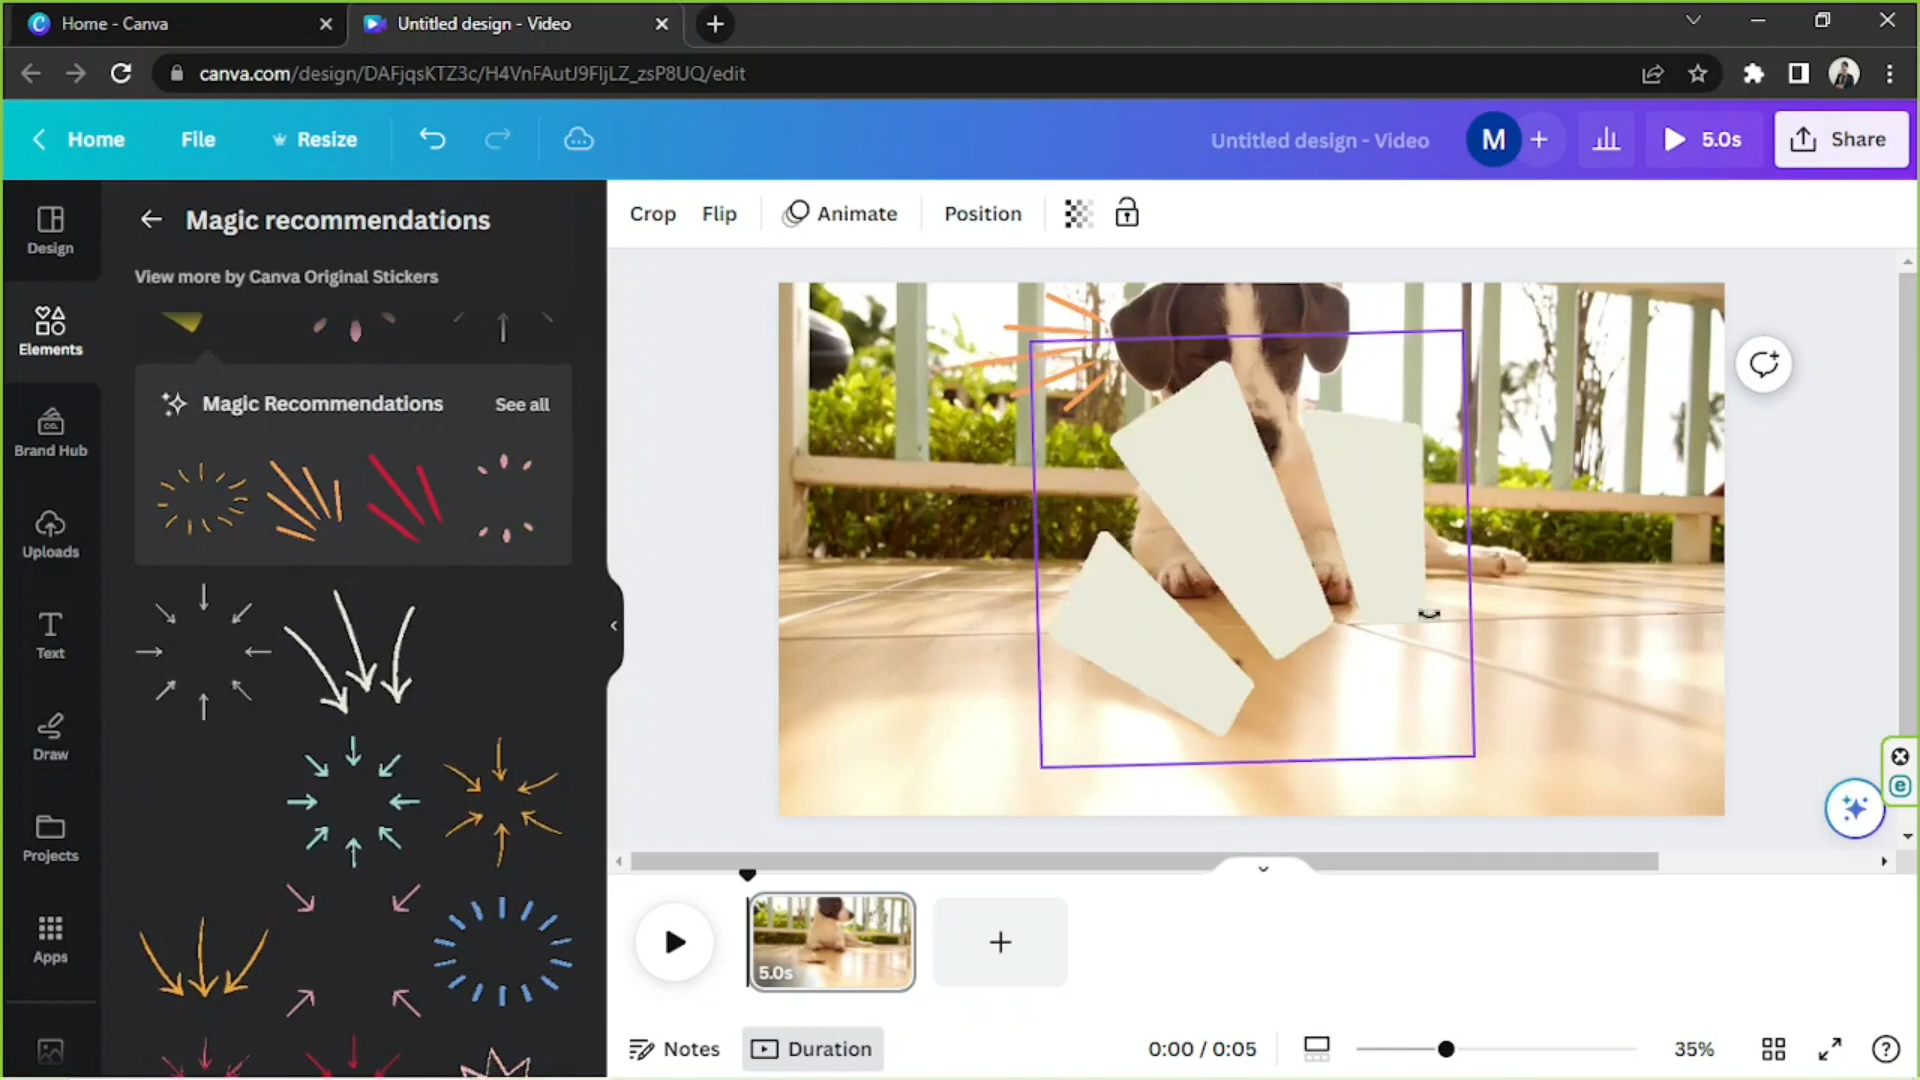 Home - Canva
Untitled design - Video
canva.com/design/DAFjqsKTZ3c/H4VnFAutJ9FIjLZ_zsP8UQ/edit
Home
File
Resize
Untitled design - Video
M
5.0s
Share
Design
Elements
Brand Hub
Uploads
Text
Draw
Projects
Apps
Magic recommendations
View more by Canva Original Stickers
Magic Recommendations
See all
Crop
Flip
Animate
Position
5.0s
Notes
Duration
0:00 / 0:05
35%